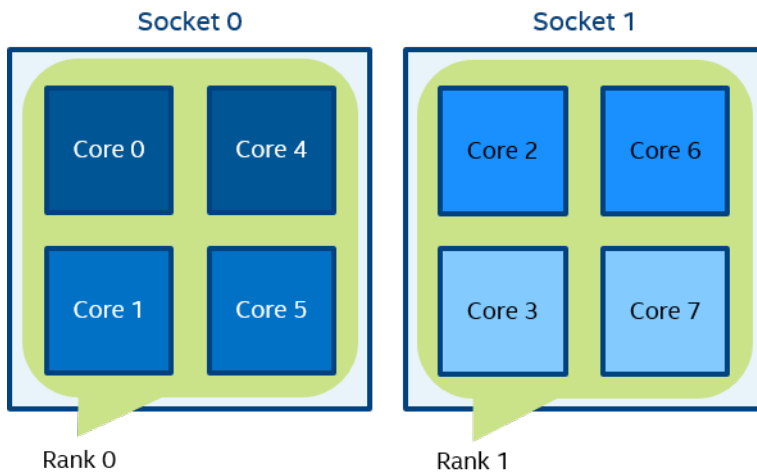 Socket 0
Socket 1
Core 0
Core 4
Core 1
Core 5
Core 2
Core 6
Core 3
Core 7
Rank 0
Rank 1